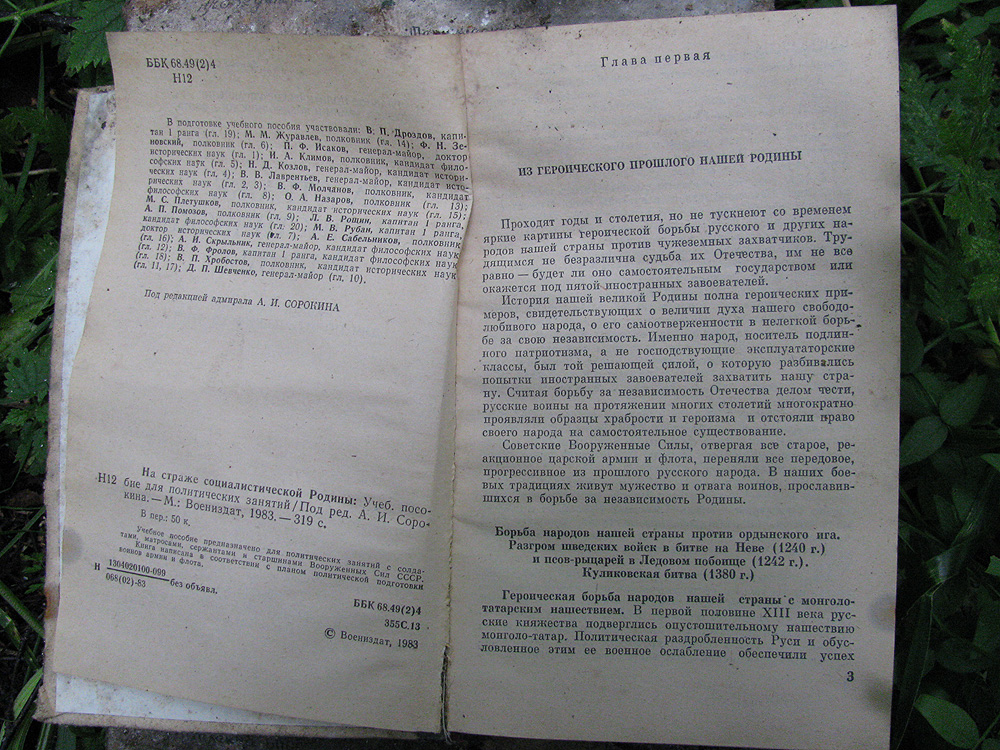 ББК 68.49(2)4
Н12
В подготовке учебного пособия участвовали: В. П. Дроздов, капи-
тан 1 ранга (гл. 19); М. М. Журавлев, полковник (гл. 14); Ф. Н. Зе-
новский, полковник (гл. 6); П. Ф. Исаков, генерал-майор, доктор
исторических наук (гл. 1); И. А. Климов, полковник, кандидат фило-
софских наук (гл. 5); Н. Д. Козлов, генерал-майор, кандидат истори-
ческих наук (гл. 4); В. В. Лаврентьев, генерал-майор, кандидат исто-
рических наук (гл. 2, 3); В. Ф. Молчанов, полковник, кандидат
философских наук (гл. 8); О. А. Назаров, полковник (гл. 13);
М. С. Плетушков, полковник, кандидат исторических наук (гл. 15);
А. П. Помозов, полковник (гл. 9); Л. В. Рощин, капитан 1 ранга,
кандидат философских наук (гл. 20); М. В. Рубан, капитан 1 ранга,
доктор исторических наук (гл. 7); А. Е. Сабельников, полковник
(гл. 16); А. И. Скрыльник, генерал-майор, кандидат философских наук
(гл. 12); В. Ф. Фролов, капитан 1 ранга, кандидат философских наук
(гл. 18); В. П. Хробостов, полковник, кандидат исторических наук
(гл. 11, 17); Д. П. Шевченко, генерал-майор (гл. 10).
Под редакцией адмирала А. И. СОРОКИНА
На страже социалистической Родины: Учеб. посо-
Н12 бие для политических занятий/Под ред. А. И. Соро-
кина. — М.: Воениздат, 1983. — 319 с.
В пер.: 50 к.
Учебное пособие предназначено для политических занятий с солда-
тами, матросами, сержантами и старшинами Вооруженных Сил СССР.
Книга написана в соответствии с планом политической подготовки
воинов армии и флота.
Н 1304020100-099
068(02)-83 без объявл.
ББК 68.49(2)4
355С.13
© Воениздат, 1983
Глава первая
ИЗ ГЕРОИЧЕСКОГО ПРОШЛОГО НАШЕЙ РОДИНЫ
Проходят годы и столетия, но не тускнеют со временем
яркие картины героической борьбы русского и других на-
родов нашей страны против чужеземных захватчиков. Тру-
дящимся не безразлична судьба их Отечества, им не все
равно — будет ли оно самостоятельным государством или
окажется под пятой иностранных завоевателей.
История нашей великой Родины полна героических при-
меров, свидетельствующих о величии духа нашего свободо-
любивого народа, о его самоотверженности в нелегкой борь-
бе за свою независимость. Именно народ, носитель подлин-
ного патриотизма, а не господствующие эксплуататорские
классы, был той решающей силой, о которую разбивались
попытки иностранных завоевателей захватить нашу стра-
ну. Считая борьбу за независимость Отечества делом чести,
русские воины на протяжении многих столетий многократно
проявляли образцы храбрости и героизма и отстояли право
своего народа на самостоятельное существование.
Советские Вооруженные Силы, отвергая все старое, ре-
акционное царской армии и флота, переняли все передовое,
прогрессивное из прошлого русского народа. В наших бое-
вых традициях живут мужество и отвага воинов, прославив-
шихся в борьбе за независимость Родины.
Борьба народов нашей страны против ордынского ига.
Разгром шведских войск в битве на Неве (1240 г.)
и псов-рыцарей в Ледовом побоище (1242 г.).
Куликовская битва (1380 г.)
Героическая борьба народов нашей страны с монголо-
татарским нашествием. В первой половине XIII века рус-
ские княжества подверглись опустошительному нашествию
монголо-татар. Политическая раздробленность Руси и обус-
ловленное этим ее военное ослабление обеспечили успех
3